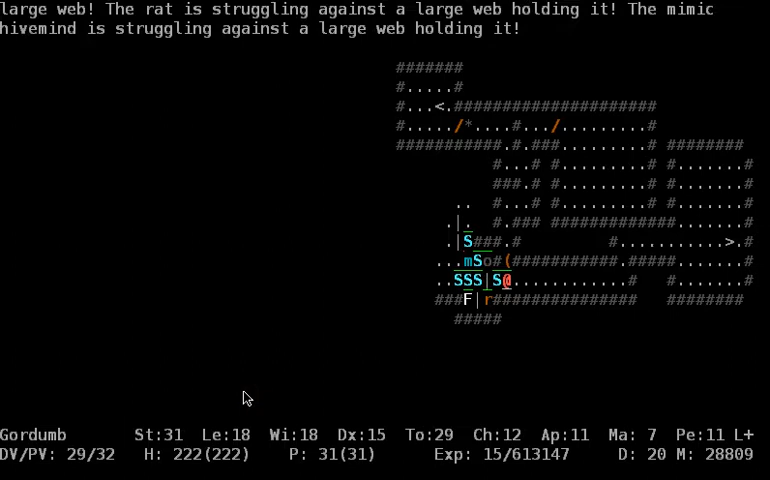 large web! The rat is struggling against a large web holding it! The mimic
hivemind is struggling against a large web holding it!
#######
#.....#
#...<.#####################
#...../*....#.../.........#
###########.#.###.........# ########
#...# #.........# #.......#
###.# #.........# #.......#
.. #...# #.........# #.......#
.|. #.### #############.......#
.|S###.# #...........>.#
...mSo#(###########.#####.......#
..SSS|S@............# #.......#
###F|r############### ########
#####
Gordumb St:31 Le:18 Wi:18 Dx:15 To:29 Ch:12 Ap:11 Ma: 7 Pe:11 L+
DV/PV: 29/32 H: 222(222) P: 31(31) Exp: 15/613147 D: 20 M: 28809